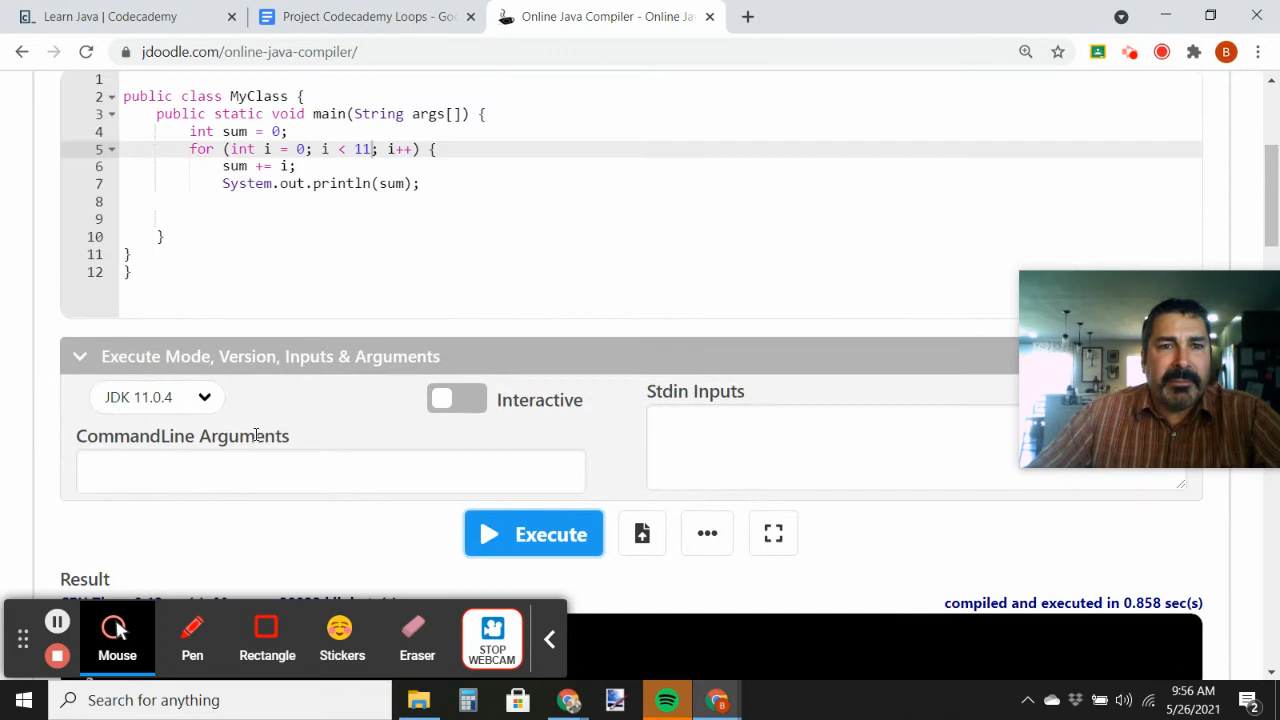 Learn Java | Codecademy
Project Codecademy Loops - Goo
Online Java Compiler - Online Ja
jdoodle.com/online-java-compiler/
B
1
2 public class MyClass {
3 public static void main(String args[]) {
4 int sum = 0;
5 for (int i = 0; i < 11; i++) {
6 sum += i;
7 System.out.println(sum);
8
9
10 }
11 }
12 }
Execute Mode, Version, Inputs & Arguments
JDK 11.0.4
Interactive
Stdin Inputs
CommandLine Arguments
Execute
Result
compiled and executed in 0.858 sec(s)
Mouse
Pen
Rectangle
Stickers
Eraser
STOP
WEBCAM
Search for anything
9:56 AM
5/26/2021
2